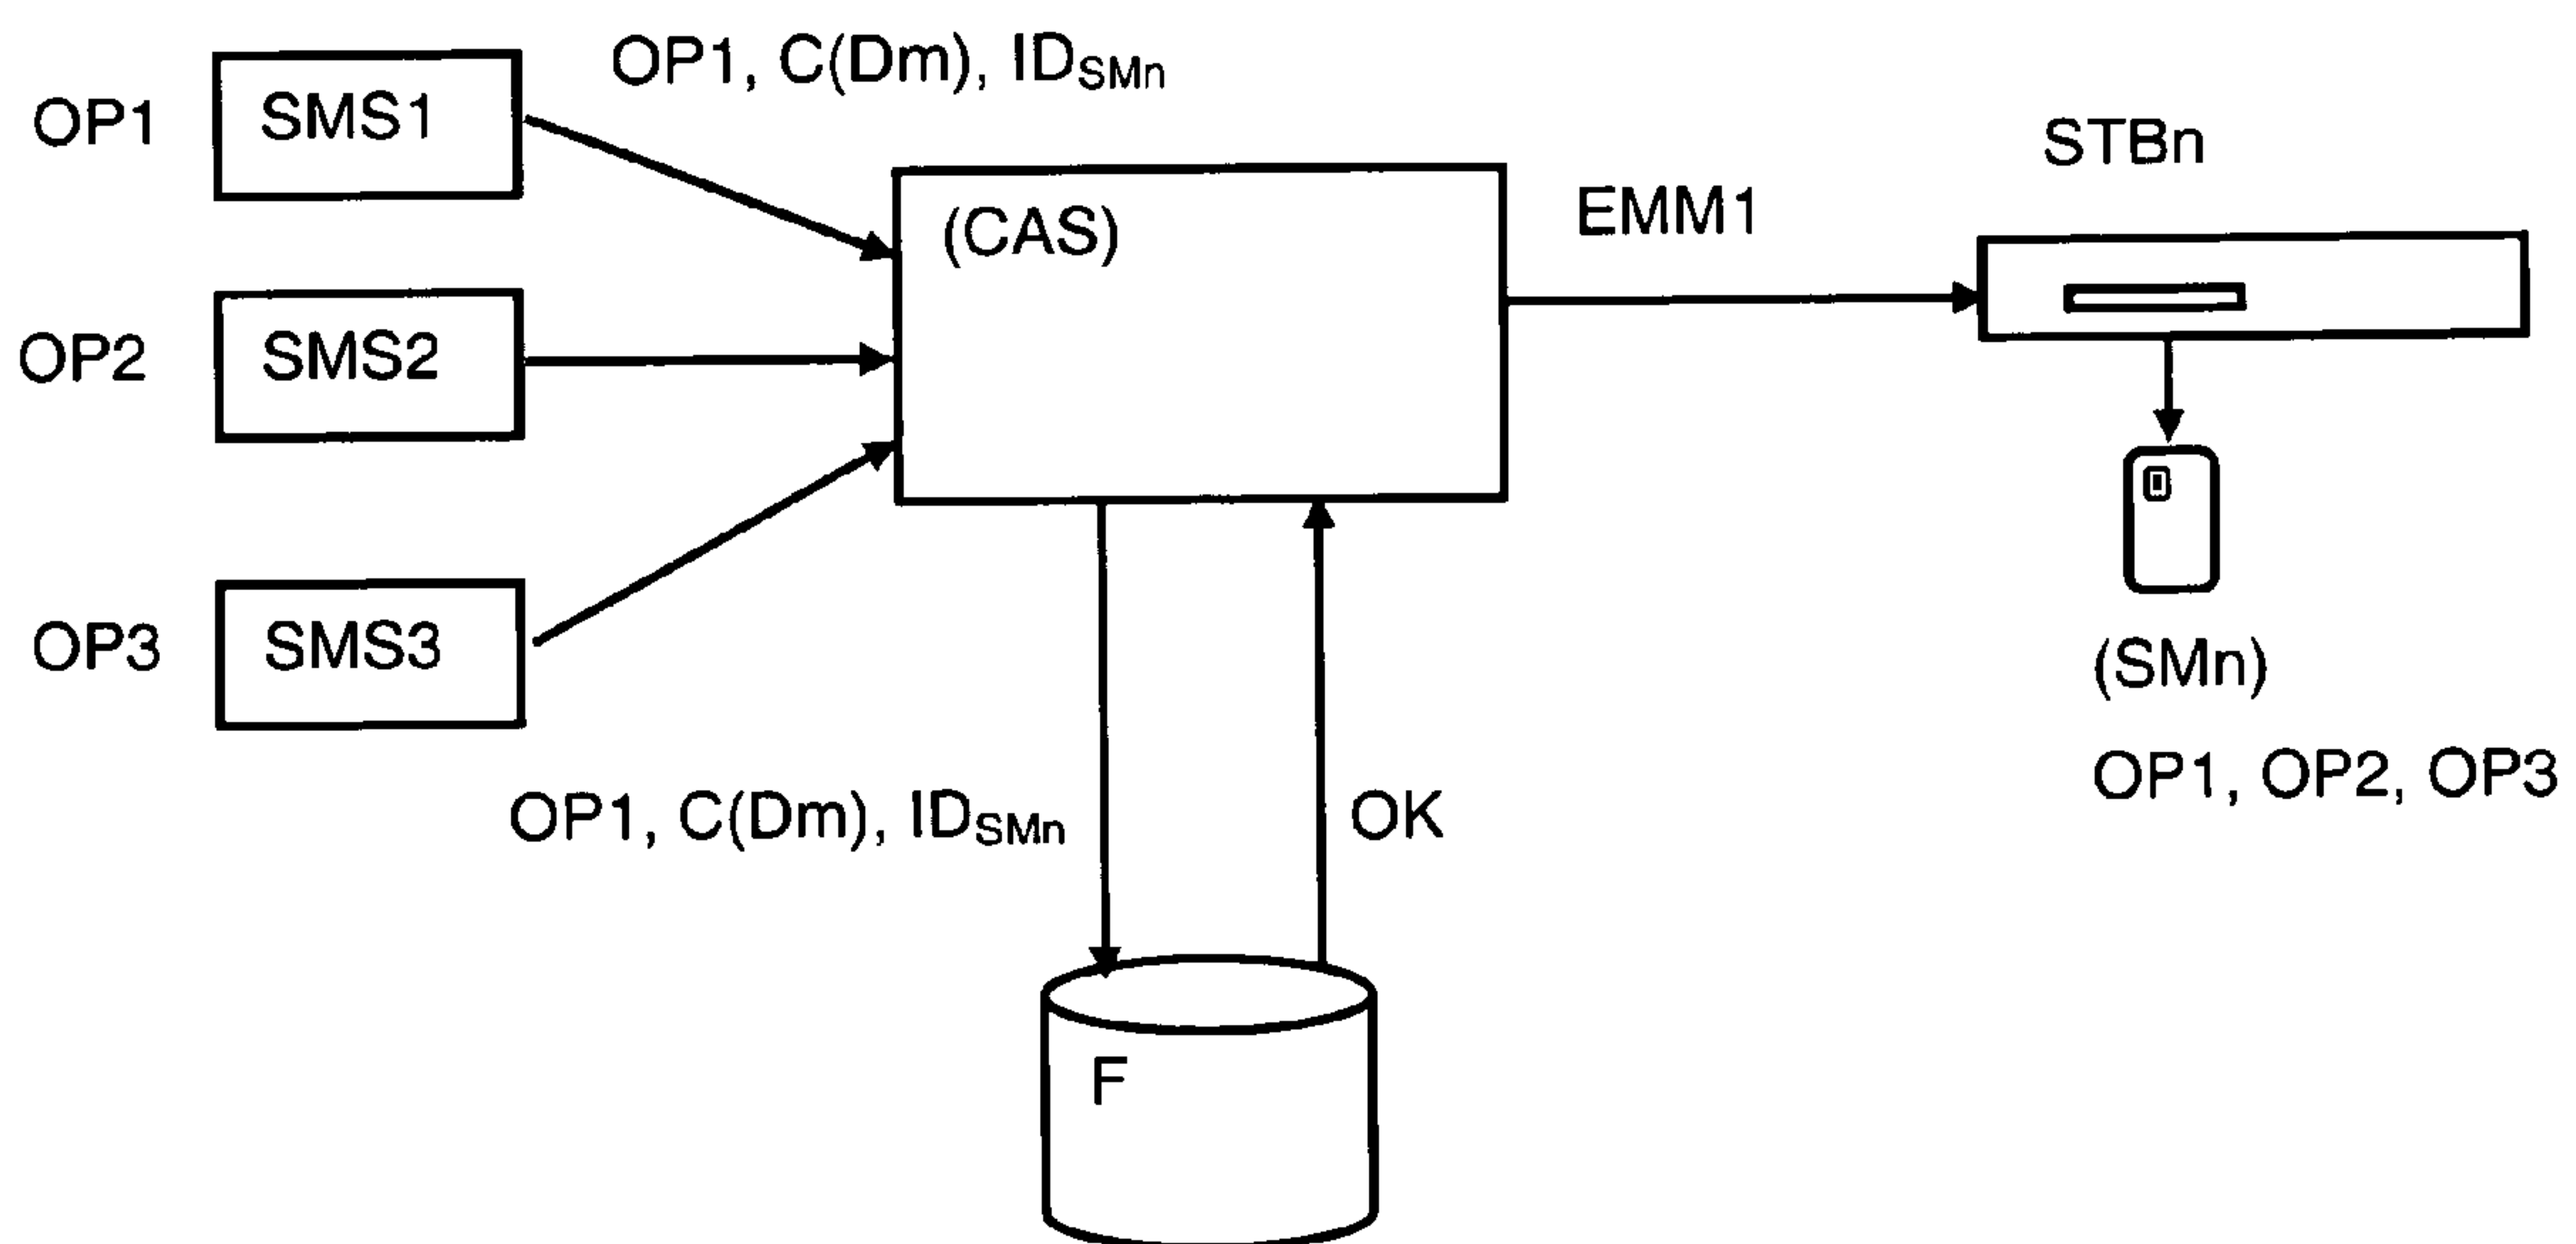 OP1, C(Dm), IDSMn
OP1
SMS1
STBn
EMM1
(CAS)
OP2
SMS2
OP3
SMS3
(SMn)
OP1, OP2, OP3
OP1, C(Dm), IDSMn
OK
F